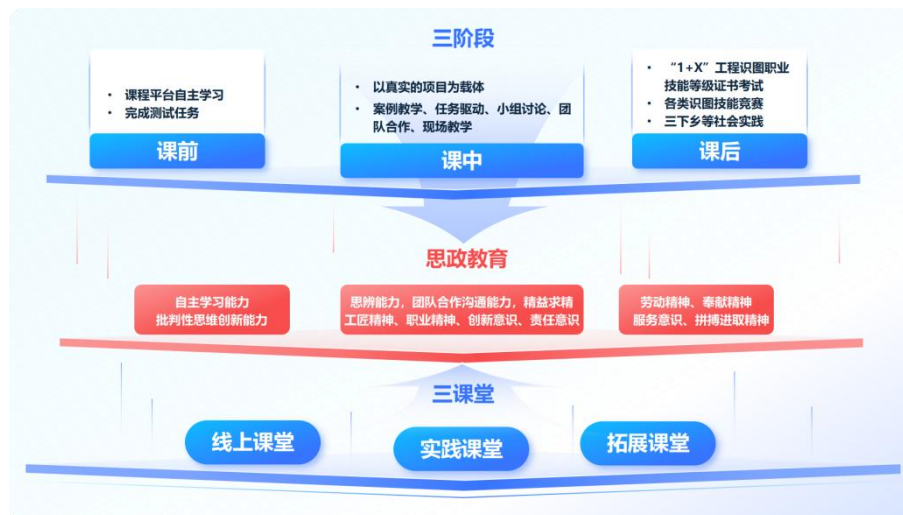 三阶段
• 课程平台自主学习
• 完成测试任务
课前
• 以真实的项目为载体
• 案例教学、任务驱动、小组讨论、团
队合作、现场教学
课中
• “1+X”工程识图职业
技能等级证书考试
• 各类识图技能竞赛
• 三下乡等社会实践
课后
思政教育
自主学习能力
批判性思维创新能力
思辨能力，团队合作沟通能力，精益求精
工匠精神、职业精神、创新意识、责任意识
劳动精神、奉献精神
服务意识、拼搏进取精神
三课堂
线上课堂
实践课堂
拓展课堂